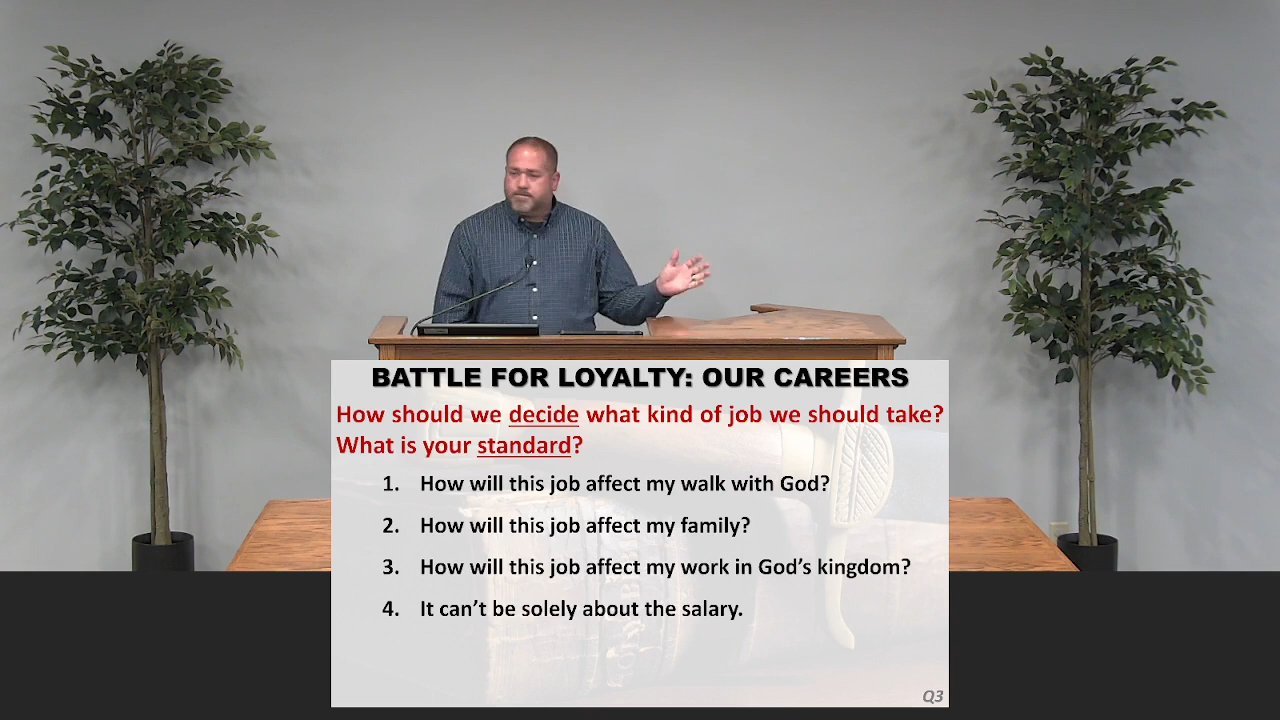 BATTLE FOR LOYALTY: OUR CAREERS
How should we decide what kind of job we should take?
What is your standard?
1. How will this job affect my walk with God?
2. How will this job affect my family?
3. How will this job affect my work in God's kingdom?
4. It can't be solely about the salary.
Q3